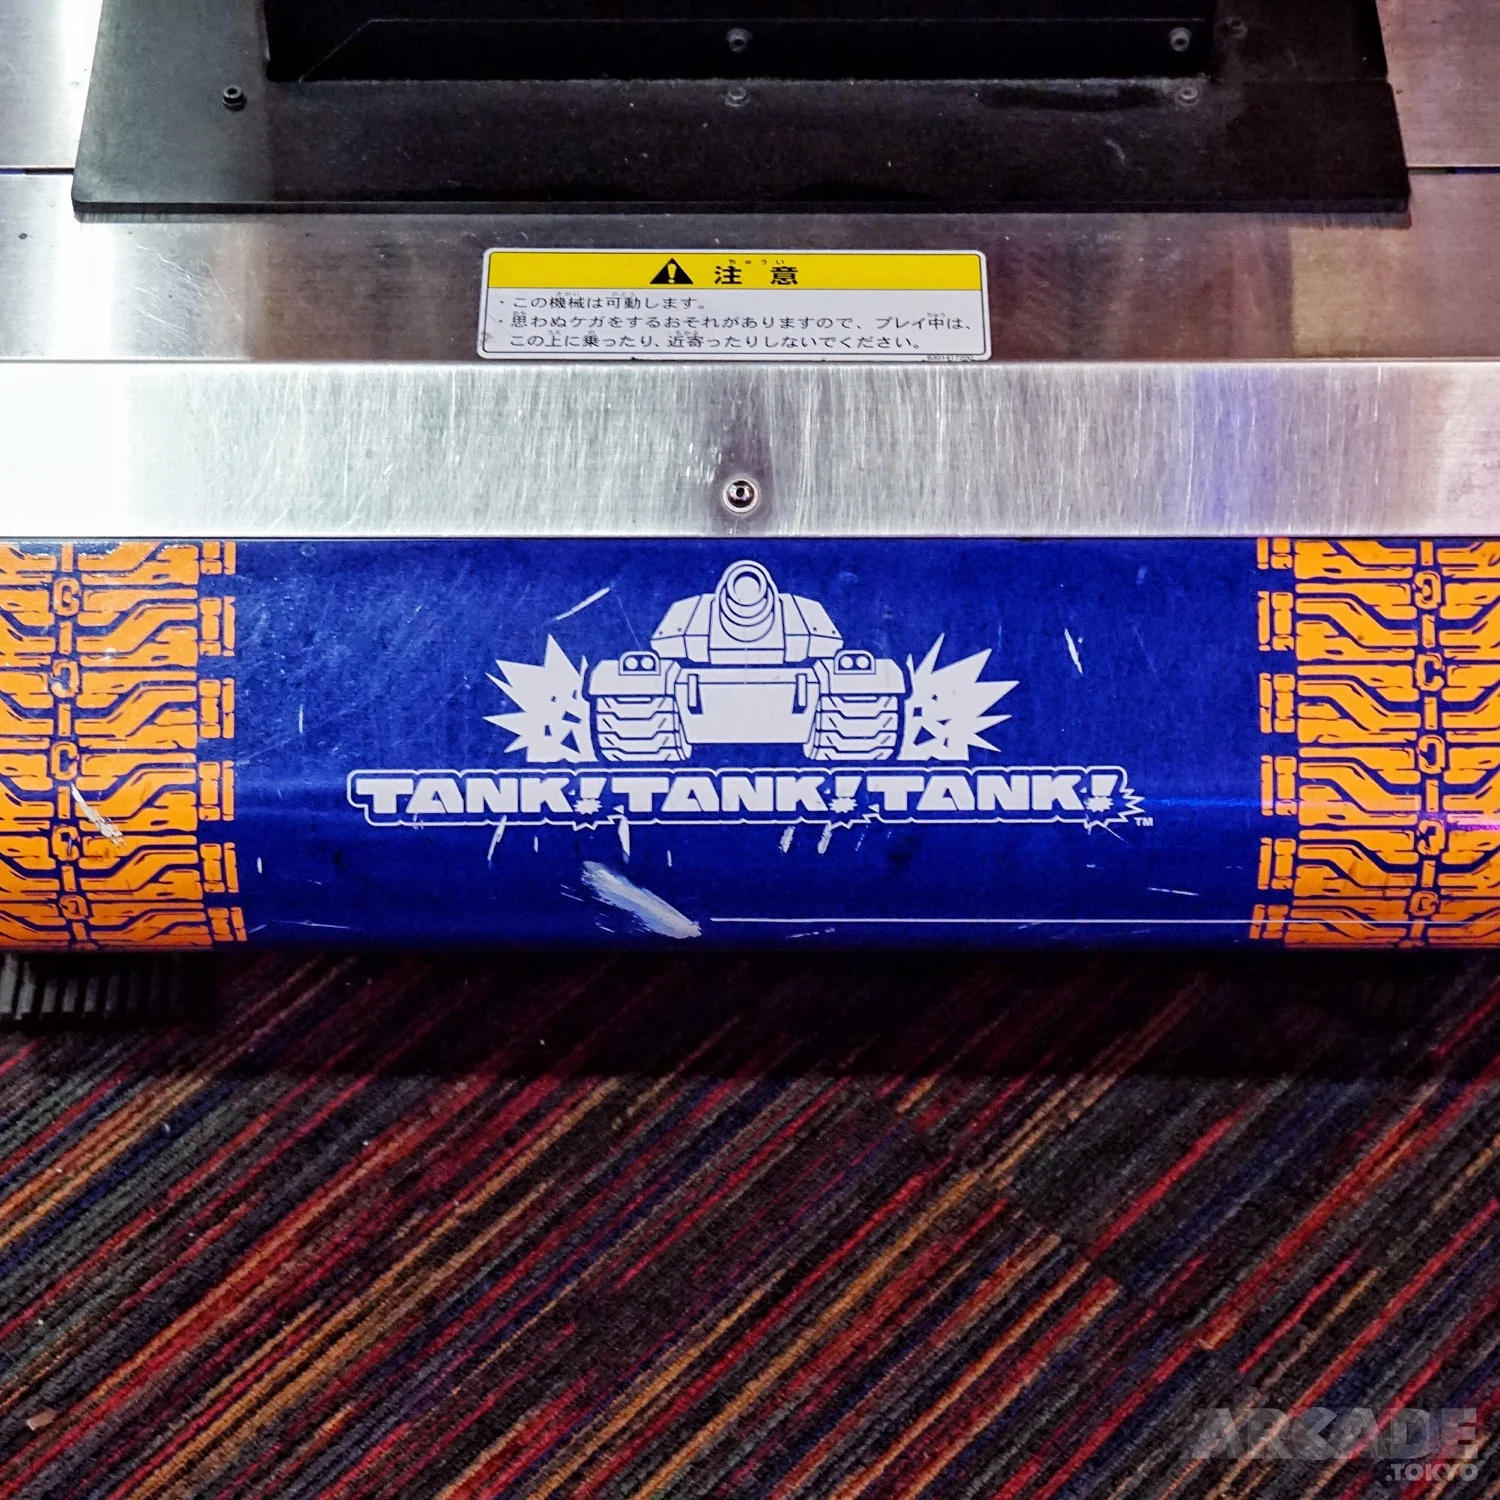 注意
・この機械は可動します。
・思わぬケガをするおそれがありますので、プレイ中は、
この上に乗ったり、近寄ったりしないでください。
TANK! TANK! TANK! TM
ARCADE
.TOKYO